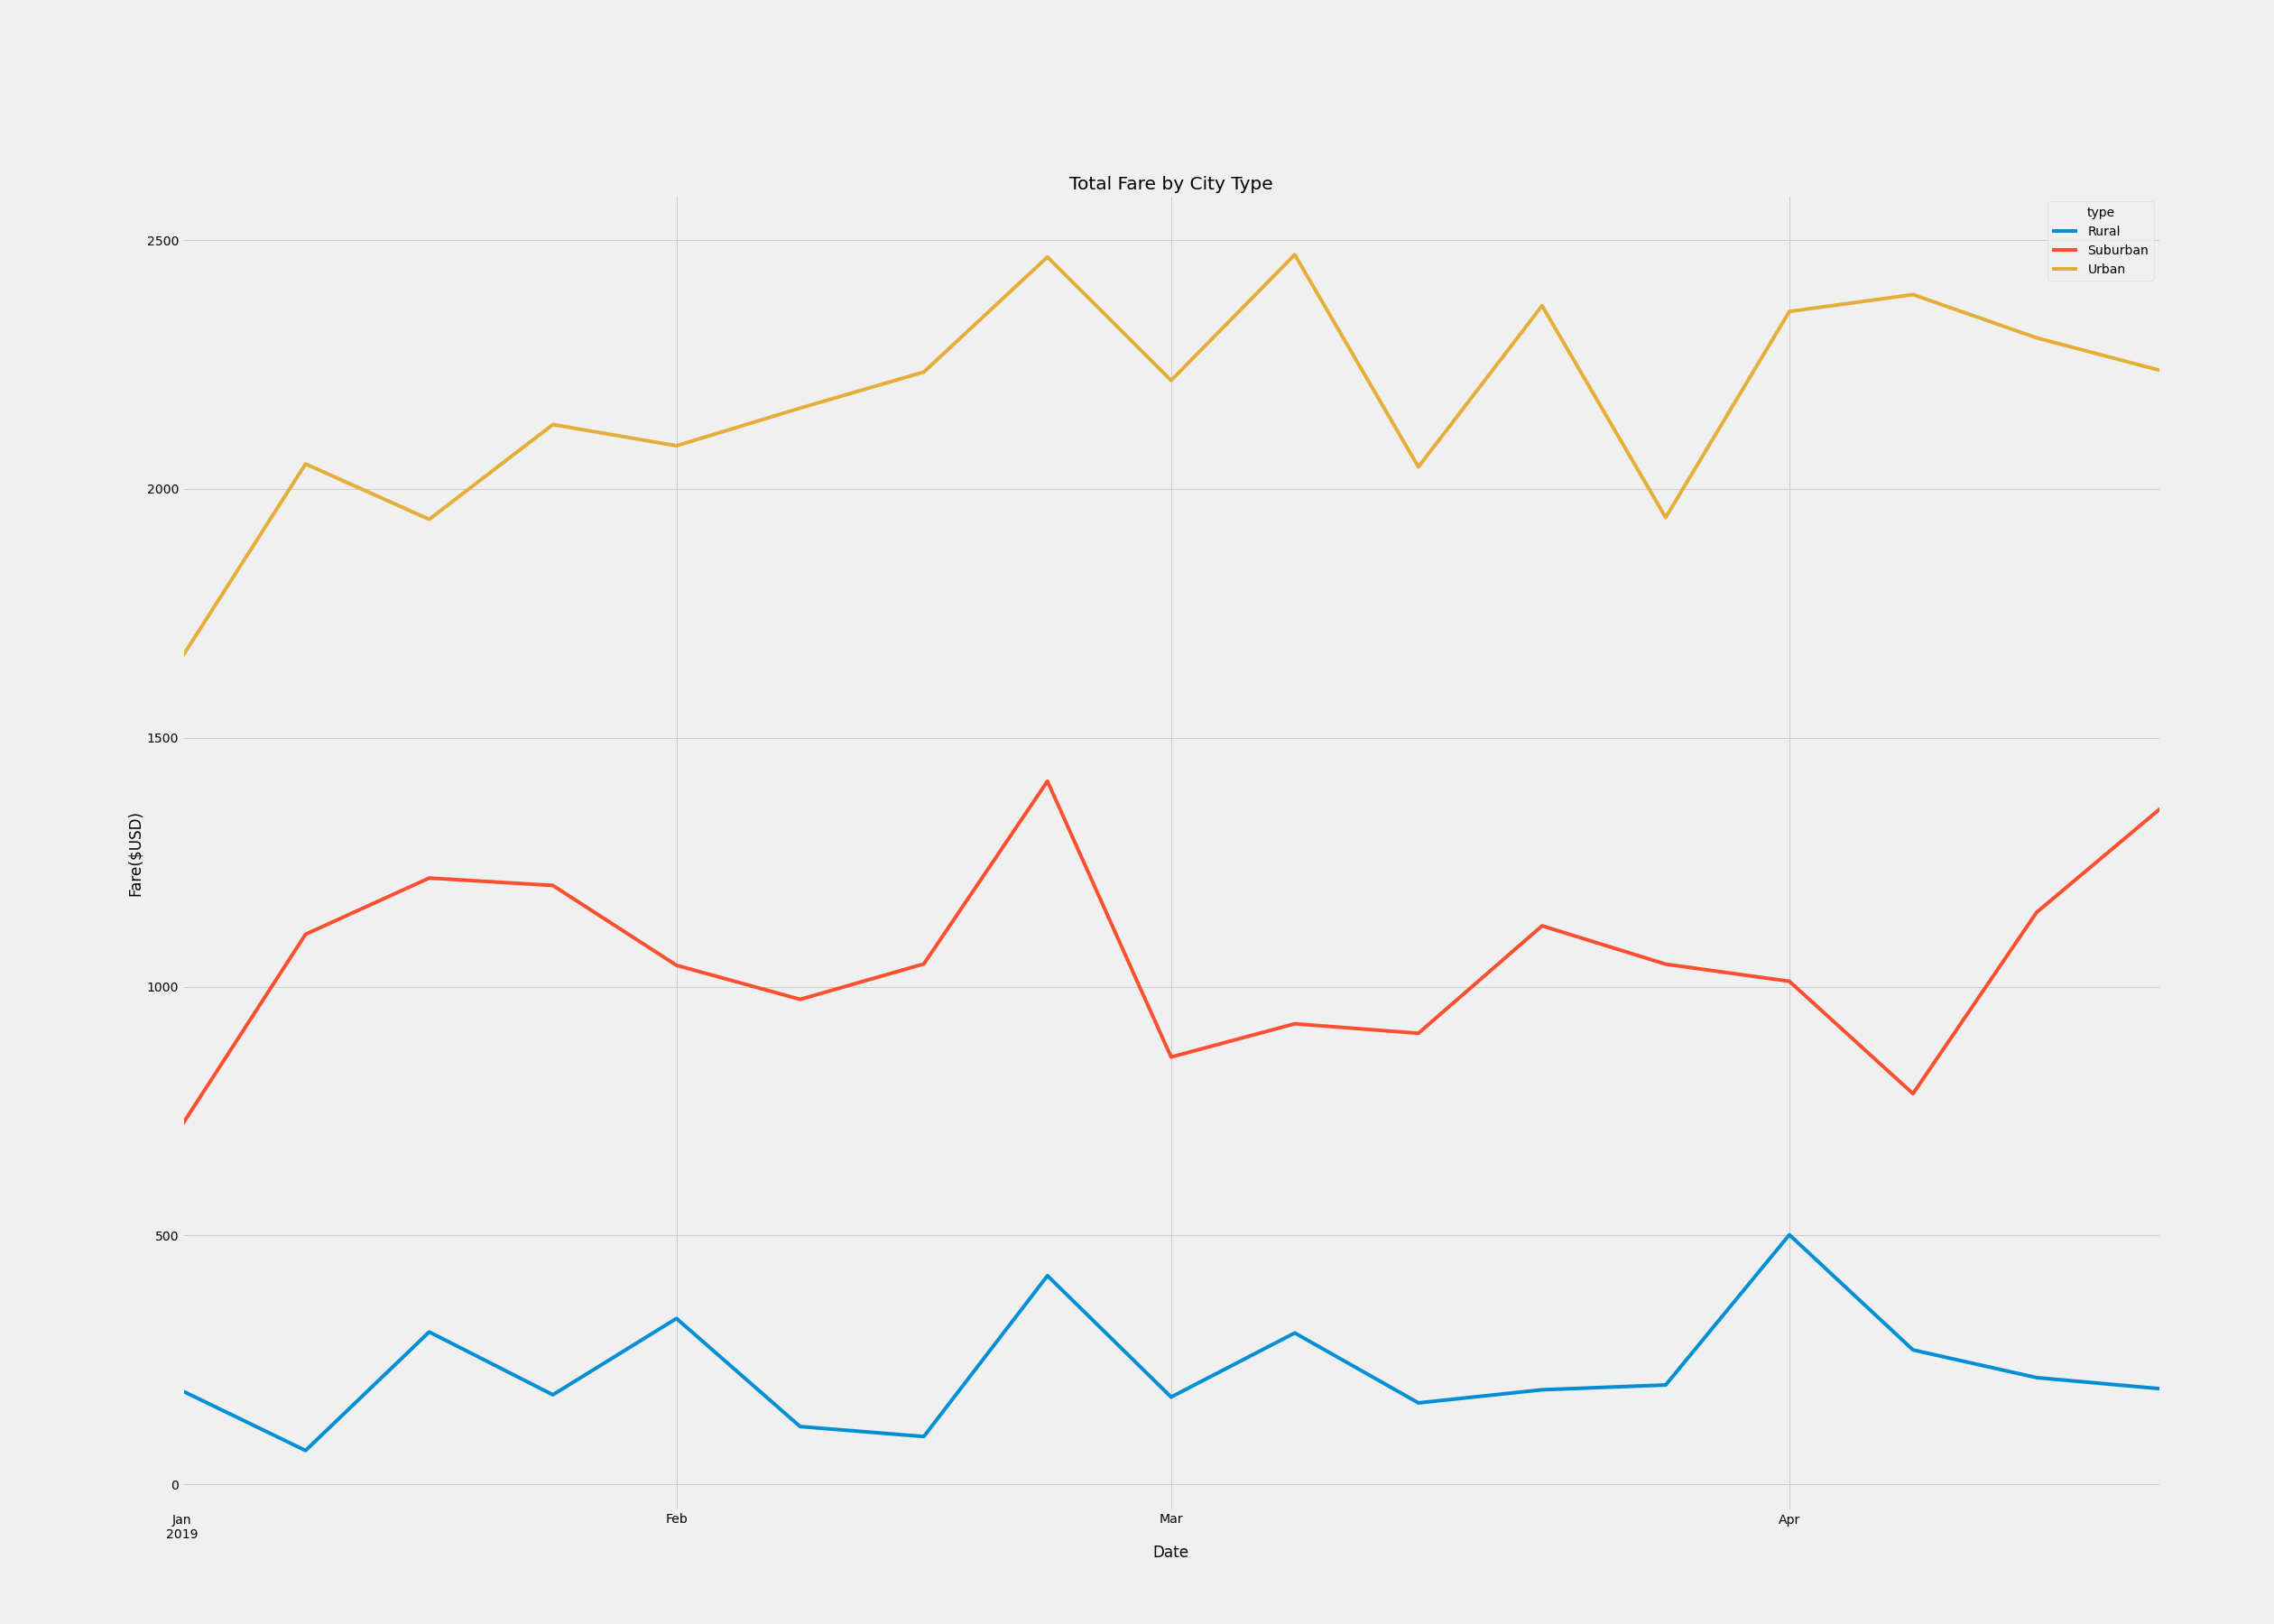 Total Fare by City Type
type
Rural
Suburban
Urban
2500
2000
1500
1000
500
0
Fare($USD)
Jan
2019
Feb
Mar
Apr
Date